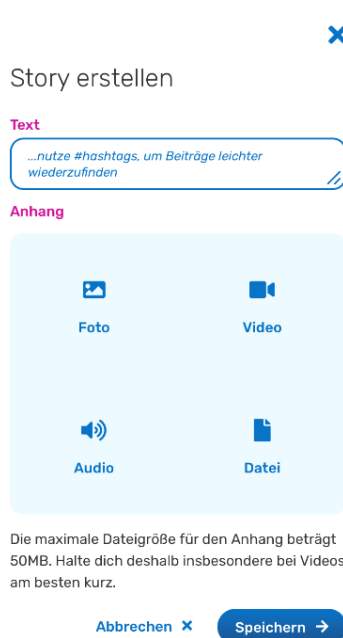 Story erstellen
Text
...nutze #hashtags, um Beiträge leichter
wiederzufinden
Anhang
Foto
Video
Audio
Datei
Die maximale Dateigröße für den Anhang beträgt
50MB. Halte dich deshalb insbesondere bei Videos
am besten kurz.
Abbrechen
Speichern